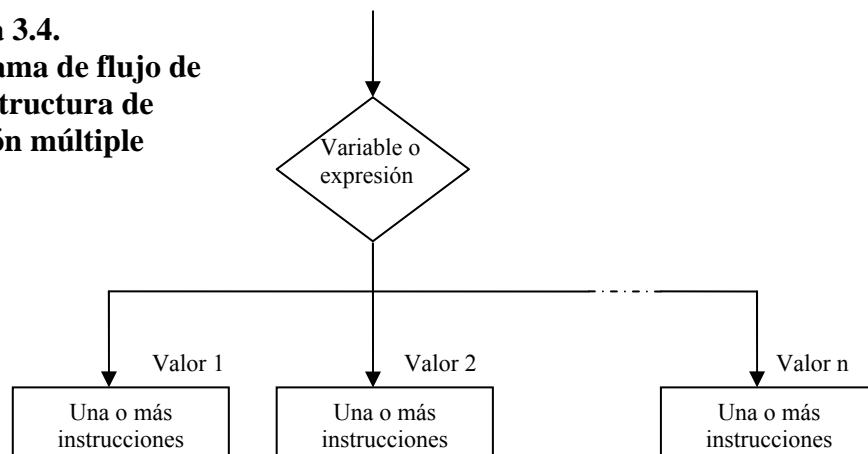 3.4.
ama de flujo de
structura de
ón múltiple
Variable o
expresión
Valor 1
Valor 2
Valor n
Una o más
instrucciones
Una o más
instrucciones
Una o más
instrucciones